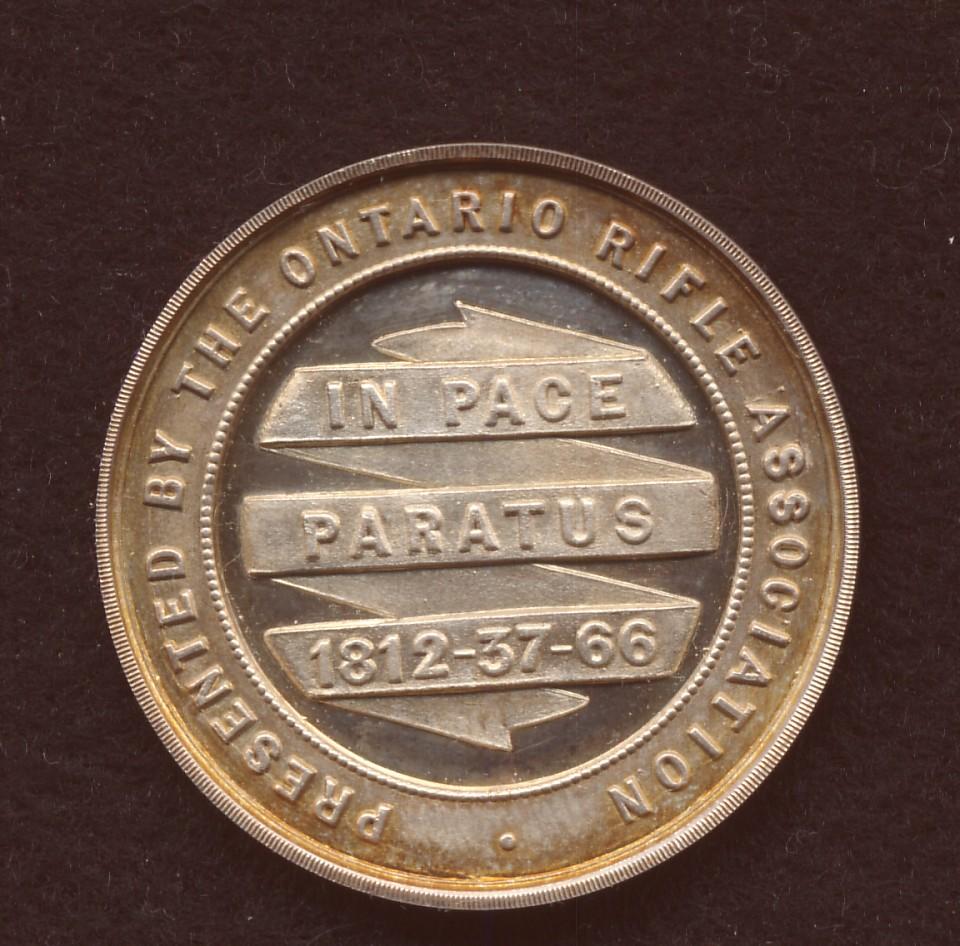 PRESENTED BY THE ONTARIO RIFLE ASSOCIATION
IN PACE
PARATUS
1812-37-66